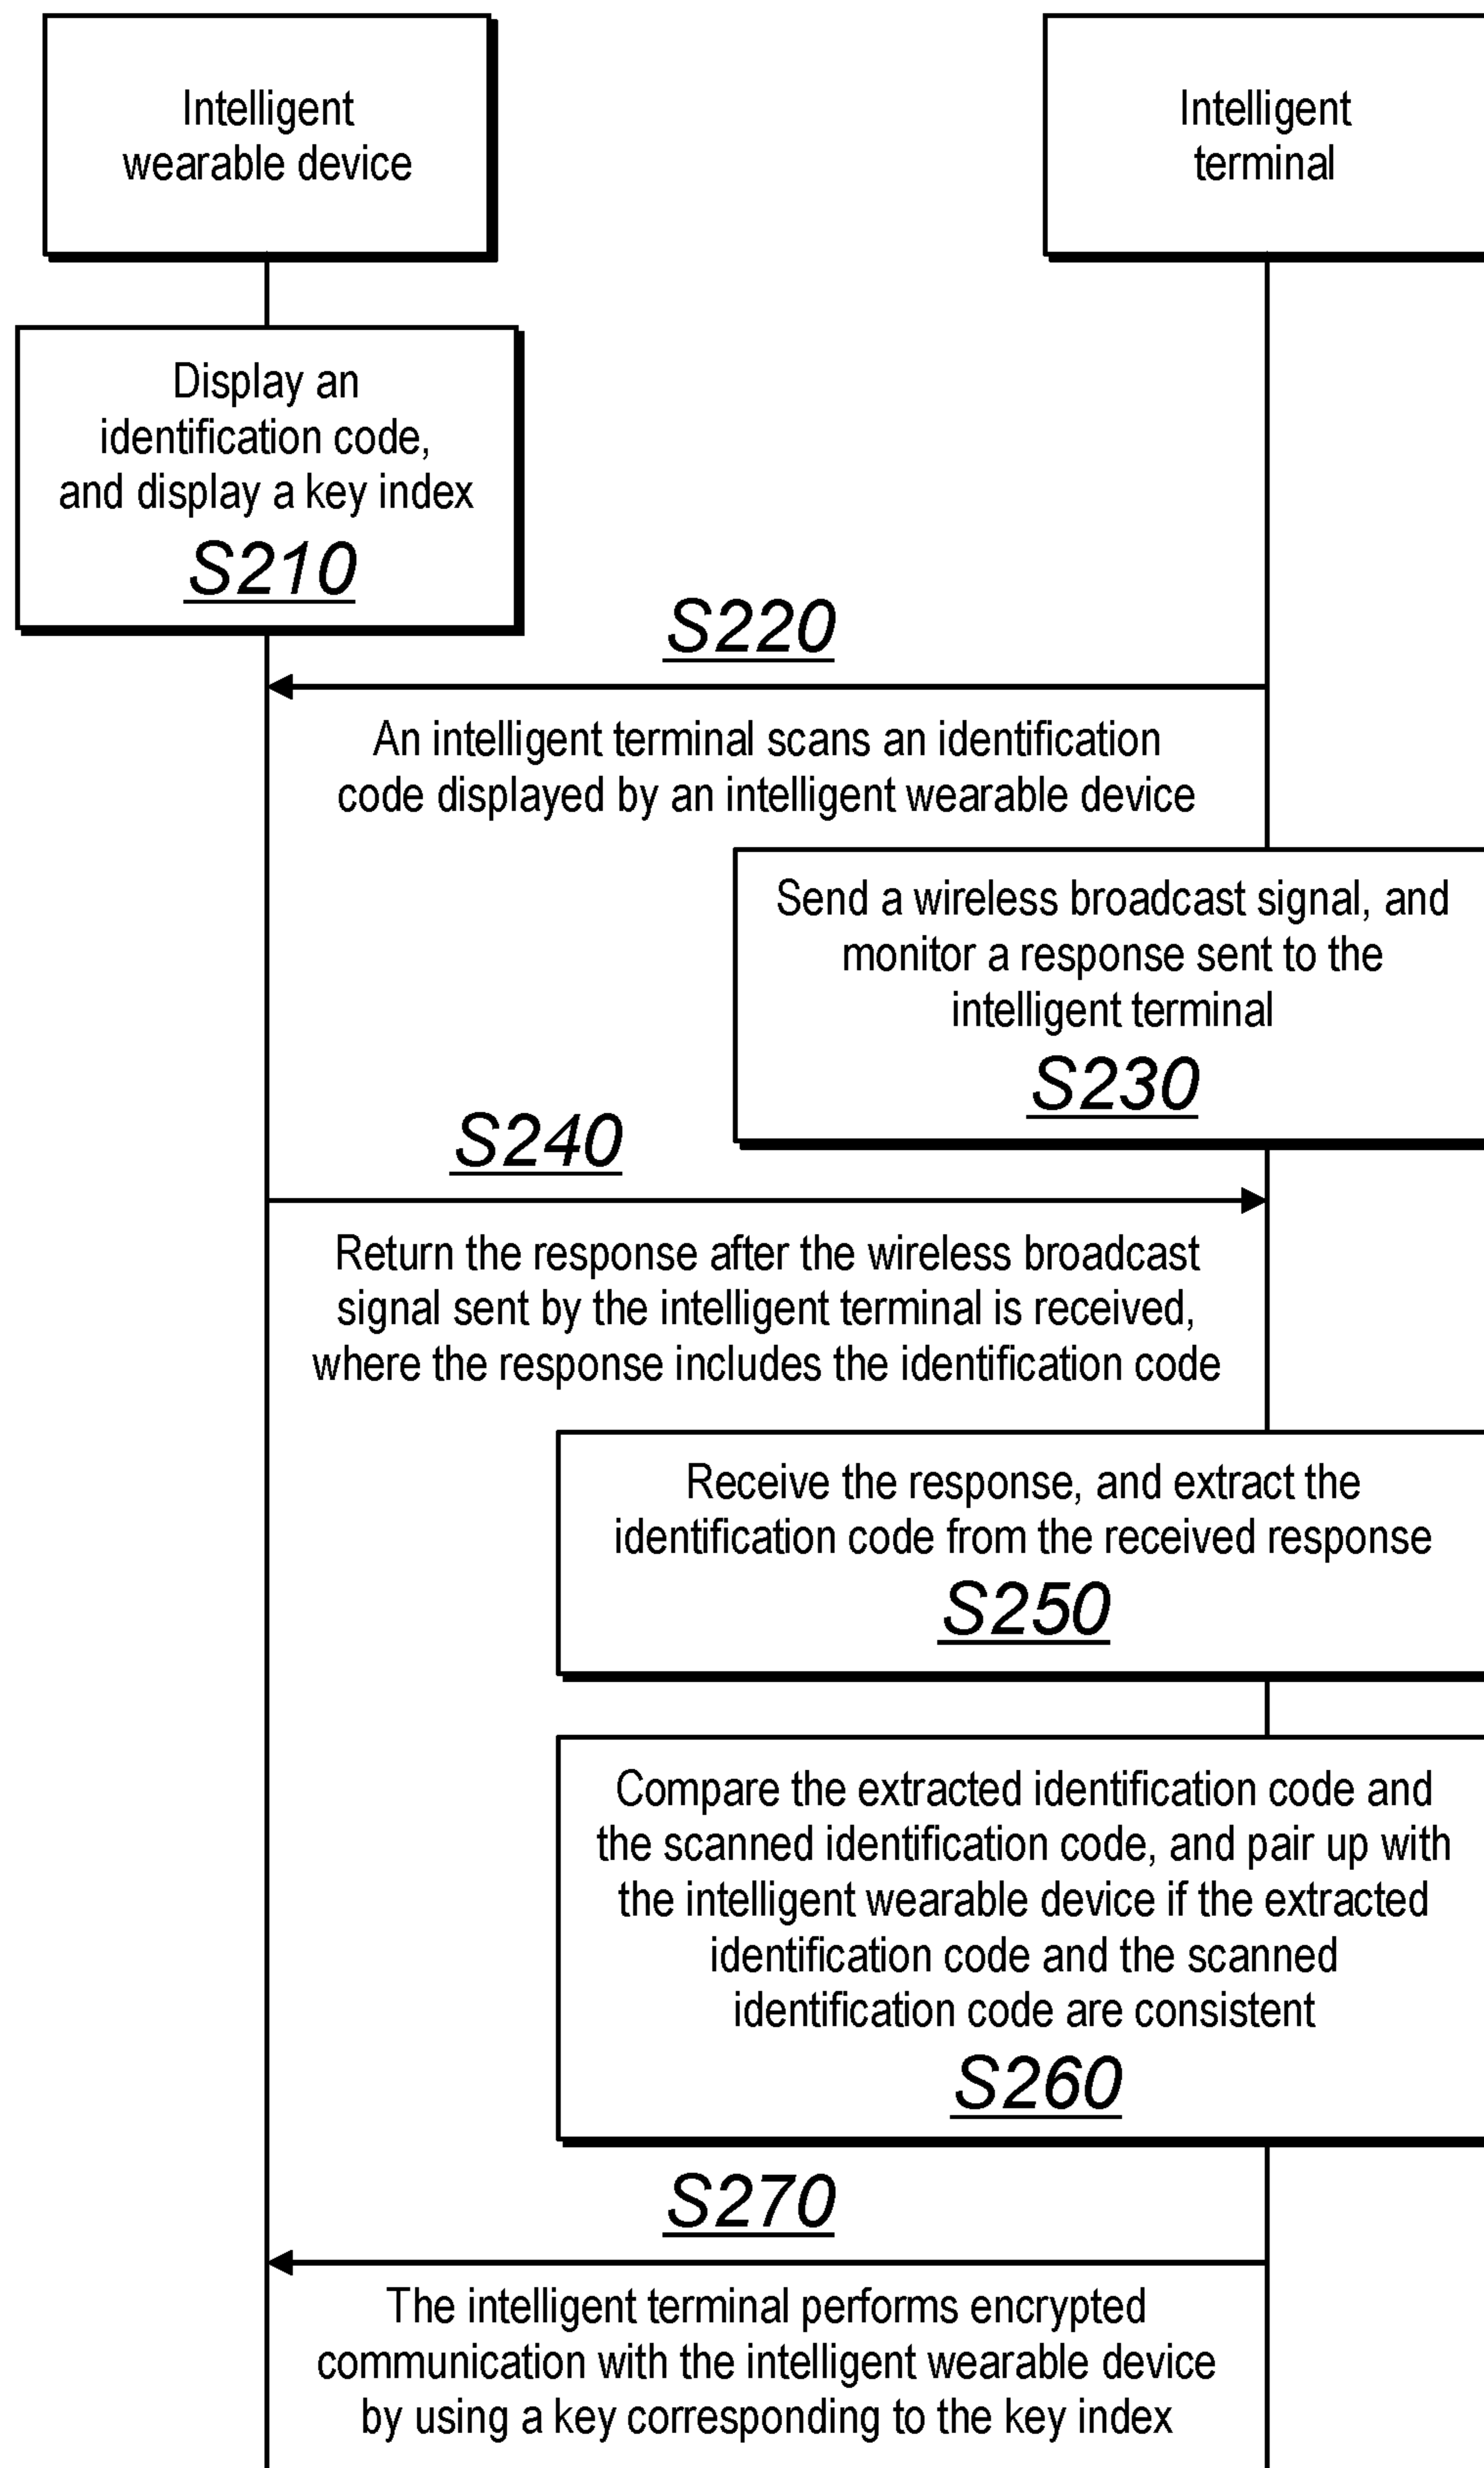 Intelligent
wearable device
Intelligent
terminal
Display an
identification code,
and display a key index
S210
S220
An intelligent terminal scans an identification
code displayed by an intelligent wearable device
Send a wireless broadcast signal, and
monitor a response sent to the
intelligent terminal
S230
S240
Return the response after the wireless broadcast
signal sent by the intelligent terminal is received,
where the response includes the identification code
Receive the response, and extract the
identification code from the received response
S250
Compare the extracted identification code and
the scanned identification code, and pair up with
the intelligent wearable device if the extracted
identification code and the scanned
identification code are consistent
S260
S270
The intelligent terminal performs encrypted
communication with the intelligent wearable device
by using a key corresponding to the key index